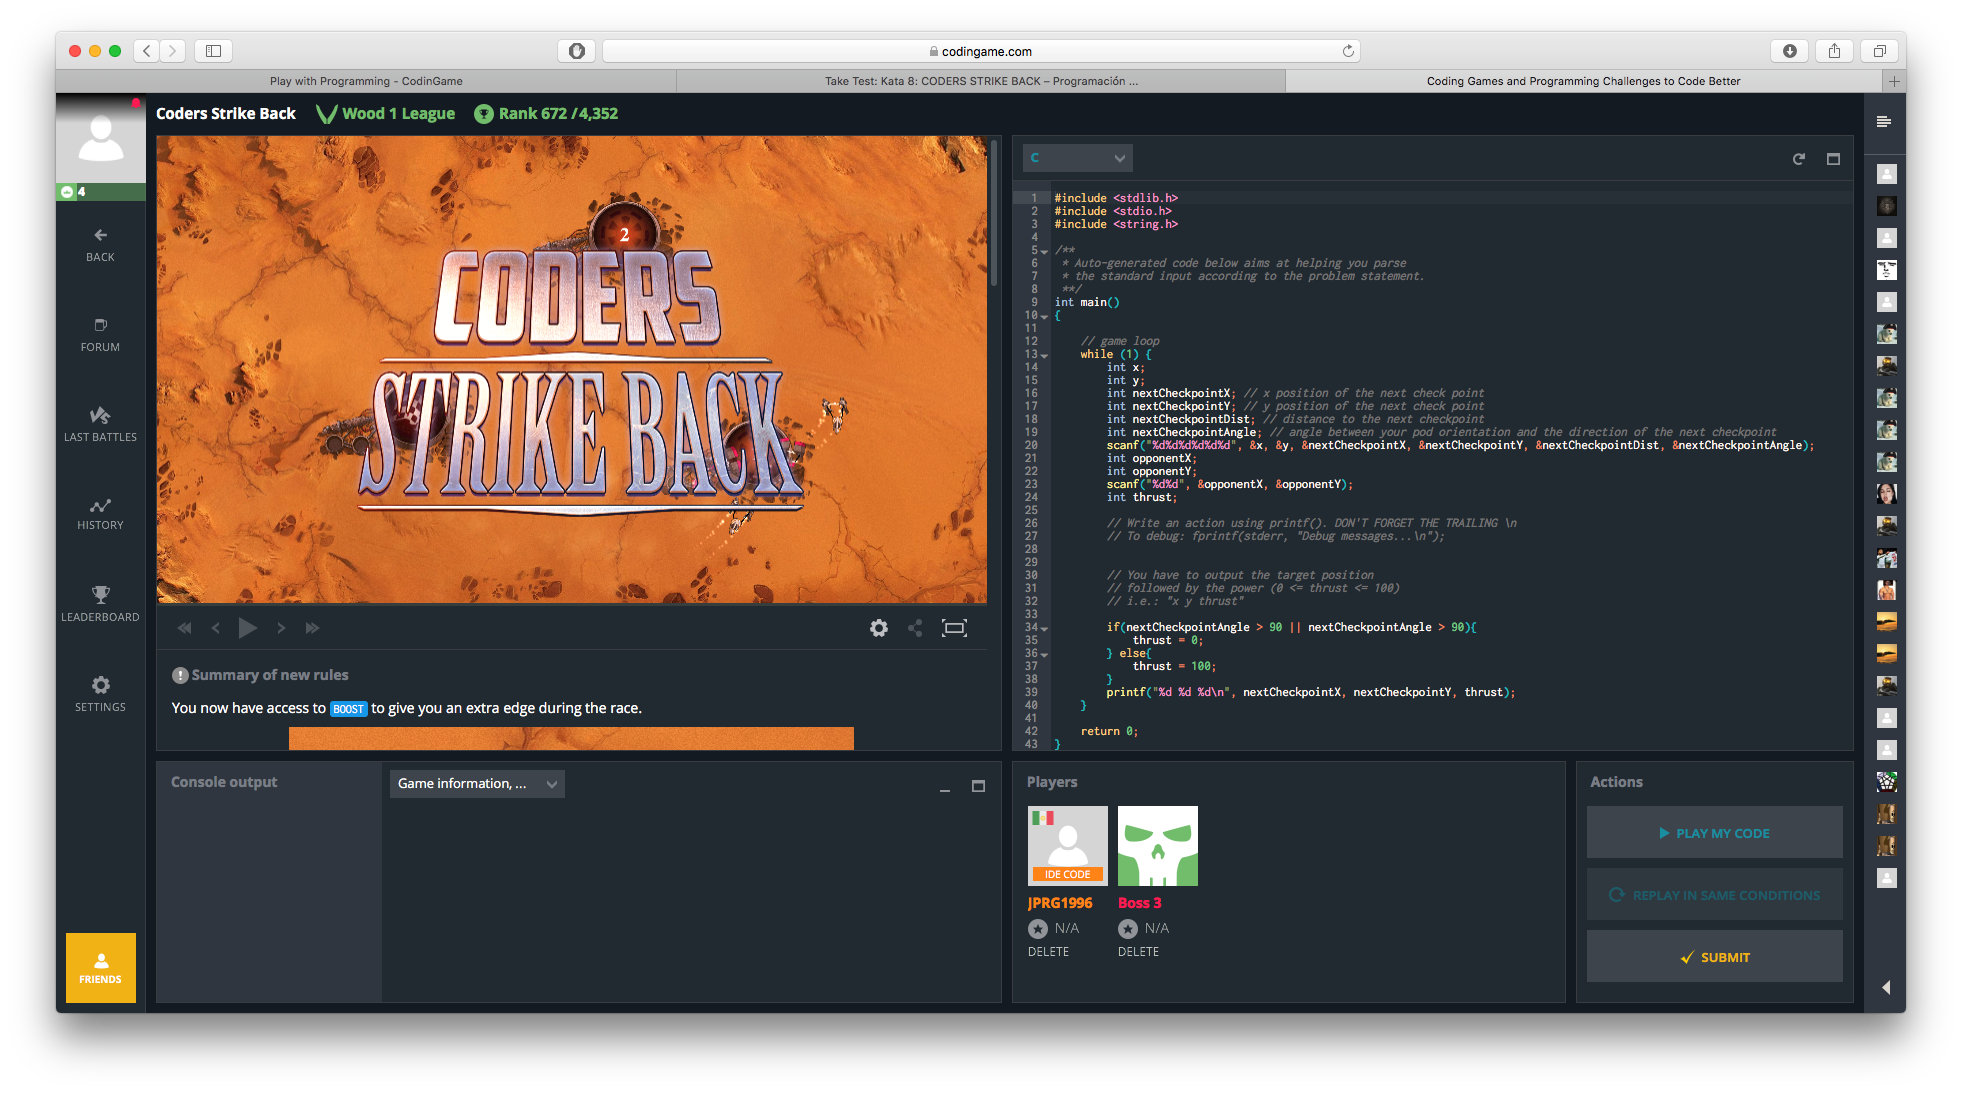 codingame.com
Play with Programming - CodinGame
Take Test: Kata 8: CODERS STRIKE BACK – Programación ...
Coding Games and Programming Challenges to Code Better
Coders Strike Back
Wood 1 League
Rank 672 /4,352
4
BACK
FORUM
LAST BATTLES
HISTORY
LEADERBOARD
SETTINGS
FRIENDS
2
CODERS
STRIKE BACK
Summary of new rules
You now have access to BOOST to give you an extra edge during the race.
C
1 #include <stdlib.h>
2 #include <stdio.h>
3 #include <string.h>
4
5 /**
6 * Auto-generated code below aims at helping you parse
7 * the standard input according to the problem statement.
8 **/
9 int main()
10 {
11
12 // game loop
13 while (1) {
14 int x;
15 int y;
16 int nextCheckpointX; // x position of the next check point
17 int nextCheckpointY; // y position of the next check point
18 int nextCheckpointDist; // distance to the next checkpoint
19 int nextCheckpointAngle; // angle between your pod orientation and the direction of the next checkpoint
20 scanf("%d%d%d%d%d%d", &x, &y, &nextCheckpointX, &nextCheckpointY, &nextCheckpointDist, &nextCheckpointAngle);
21 int opponentX;
22 int opponentY;
23 scanf("%d%d", &opponentX, &opponentY);
24 int thrust;
25
26 // Write an action using printf(). DON'T FORGET THE TRAILING \n
27 // To debug: fprintf(stderr, "Debug messages...\n");
28
29
30 // You have to output the target position
31 // followed by the power (0 <= thrust <= 100)
32 // i.e.: "x y thrust"
33
34 if(nextCheckpointAngle > 90 || nextCheckpointAngle > 90){
35 thrust = 0;
36 } else{
37 thrust = 100;
38 }
39 printf("%d %d %d\n", nextCheckpointX, nextCheckpointY, thrust);
40 }
41
42 return 0;
43 }
Console output
Game information, ...
Players
IDE CODE
JPRG1996
N/A
DELETE
Boss 3
N/A
DELETE
Actions
PLAY MY CODE
REPLAY IN SAME CONDITIONS
SUBMIT